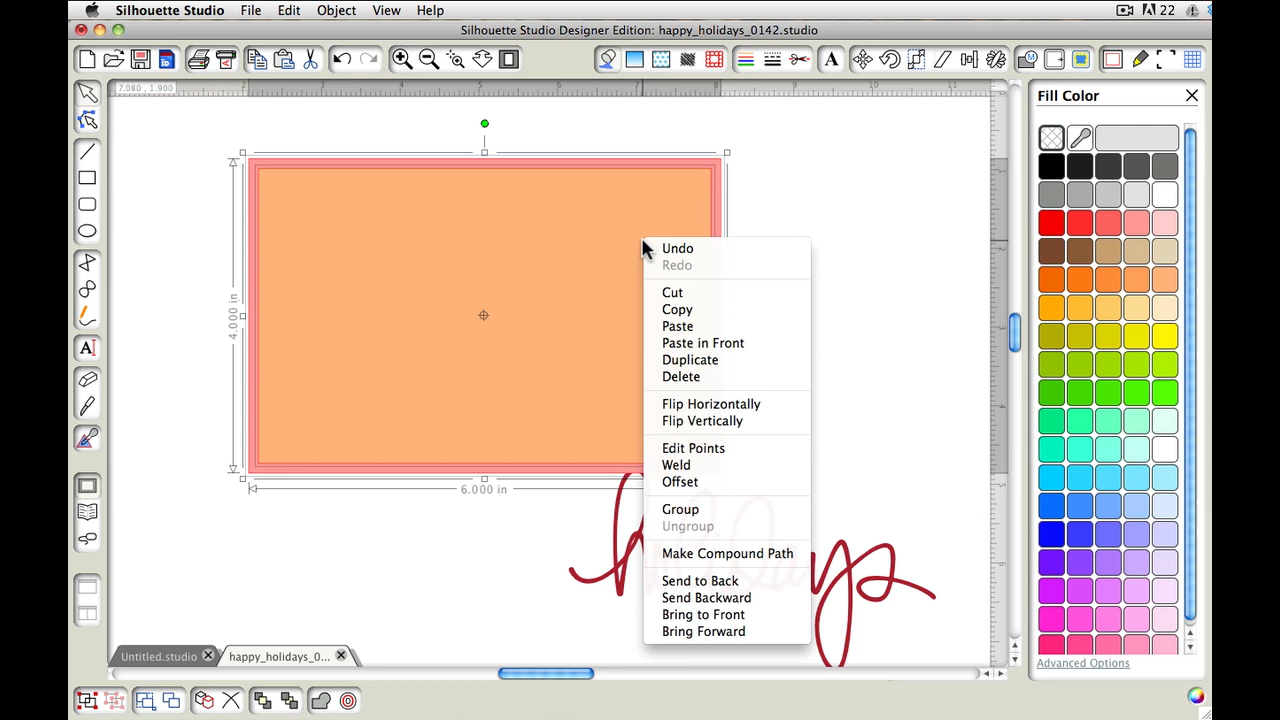 Silhouette Studio File Edit Object View Help 22
Silhouette Studio Designer Edition: happy_holidays_0142.studio
7.080 , 1.900
Fill Color
4.000 in
6.000 in
Undo
Redo
Cut
Copy
Paste
Paste in Front
Duplicate
Delete
Flip Horizontally
Flip Vertically
Edit Points
Weld
Offset
Group
Ungroup
Make Compound Path
Send to Back
Send Backward
Bring to Front
Bring Forward
holidays
Untitled.studio happy_holidays_0...
Advanced Options